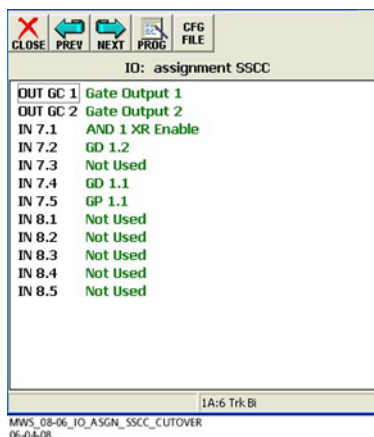 CLOSE PREV NEXT PROG CFG FILE
IO: assignment SSCC
OUT GC 1 Gate Output 1
OUT GC 2 Gate Output 2
IN 7.1 AND 1 XR Enable
IN 7.2 GD 1.2
IN 7.3 Not Used
IN 7.4 GD 1.1
IN 7.5 GP 1.1
IN 8.1 Not Used
IN 8.2 Not Used
IN 8.3 Not Used
IN 8.4 Not Used
IN 8.5 Not Used
1A:6 Trk Bi
MWS_08-06_IO_ASGN_SSCC_CUTOVER
06-04-08